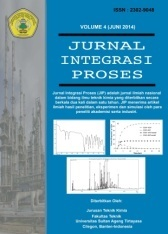 ISSN : 2302-9648
VOLUME 4 (JUNI 2014)
JURNAL
INTEGRASI
PROSES
Jurnal Integrasi Proses (JIP) adalah jurnal ilmiah nasional
dalam bidang ilmu teknik kimia yang diterbitkan secara
berkala dua kali dalam satu tahun. JIP menerima artikel
ilmiah hasil penelitian, eksperimen dan simulasi oleh para
peneliti akademisi serta industri.
Diterbitkan Oleh:
Jurusan Teknik Kimia
Fakultas Teknik
Universitas Sultan Ageng Tirtayasa
Cilegon, Banten-Indonesia